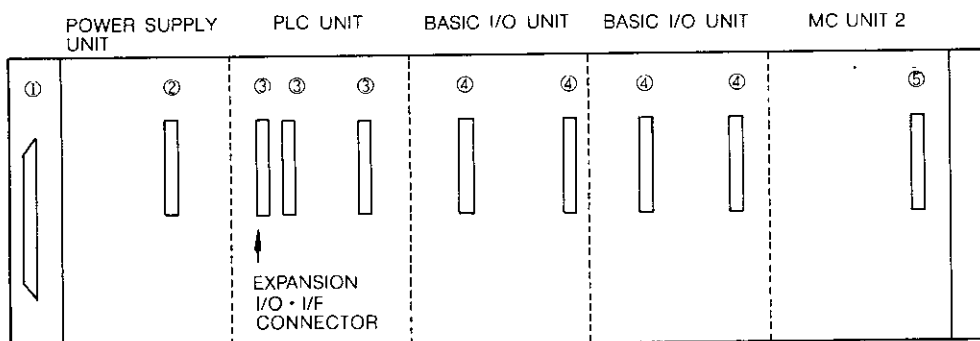 POWER SUPPLY
UNIT
PLC UNIT
BASIC I/O UNIT
BASIC I/O UNIT
MC UNIT 2
① ② ③ ③ ③ ④ ④ ④ ④ ⑤
EXPANSION
I/O・I/F
CONNECTOR